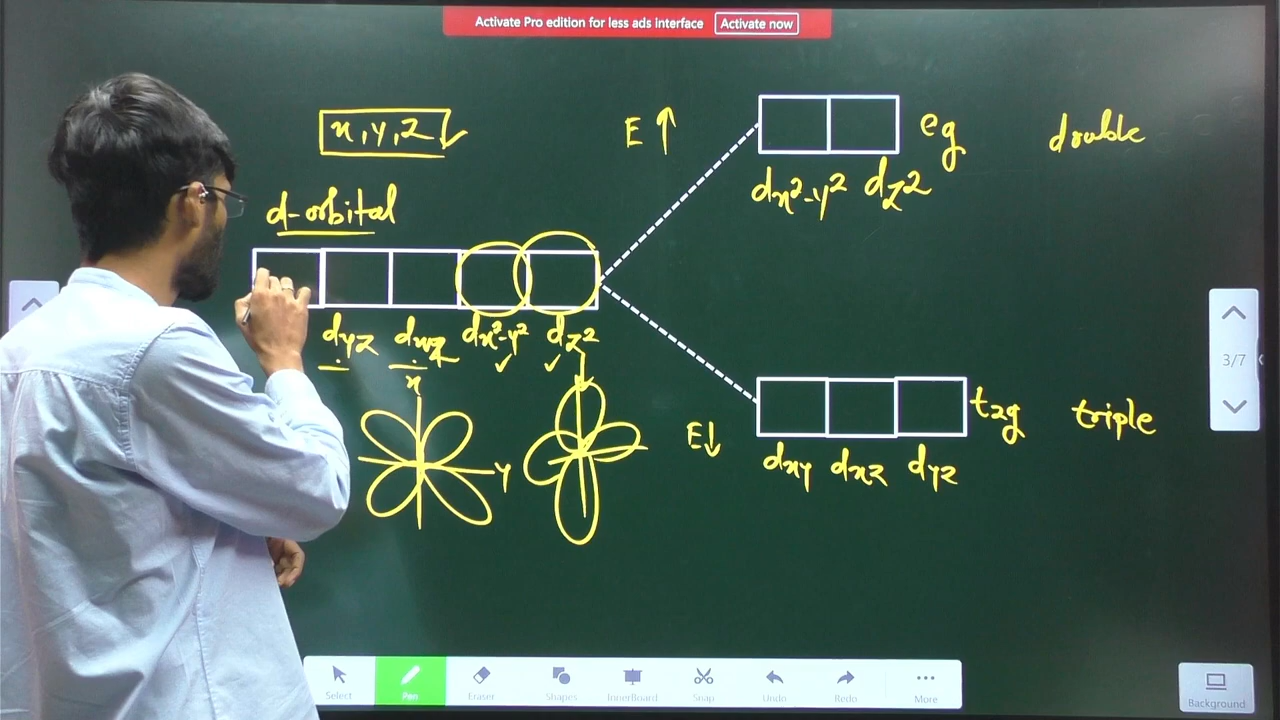 Activate Pro edition for less ads interface Activate now
x, y, z
E ↑
eg
double
dx²-y² dz²
d-orbital
dyz dxz dx²-y² dz²
x
y
E↓
t2g
triple
dxy dxz dyz
3/7
Select Pen Eraser Shapes InnerBoard Snap Undo Redo More
Background